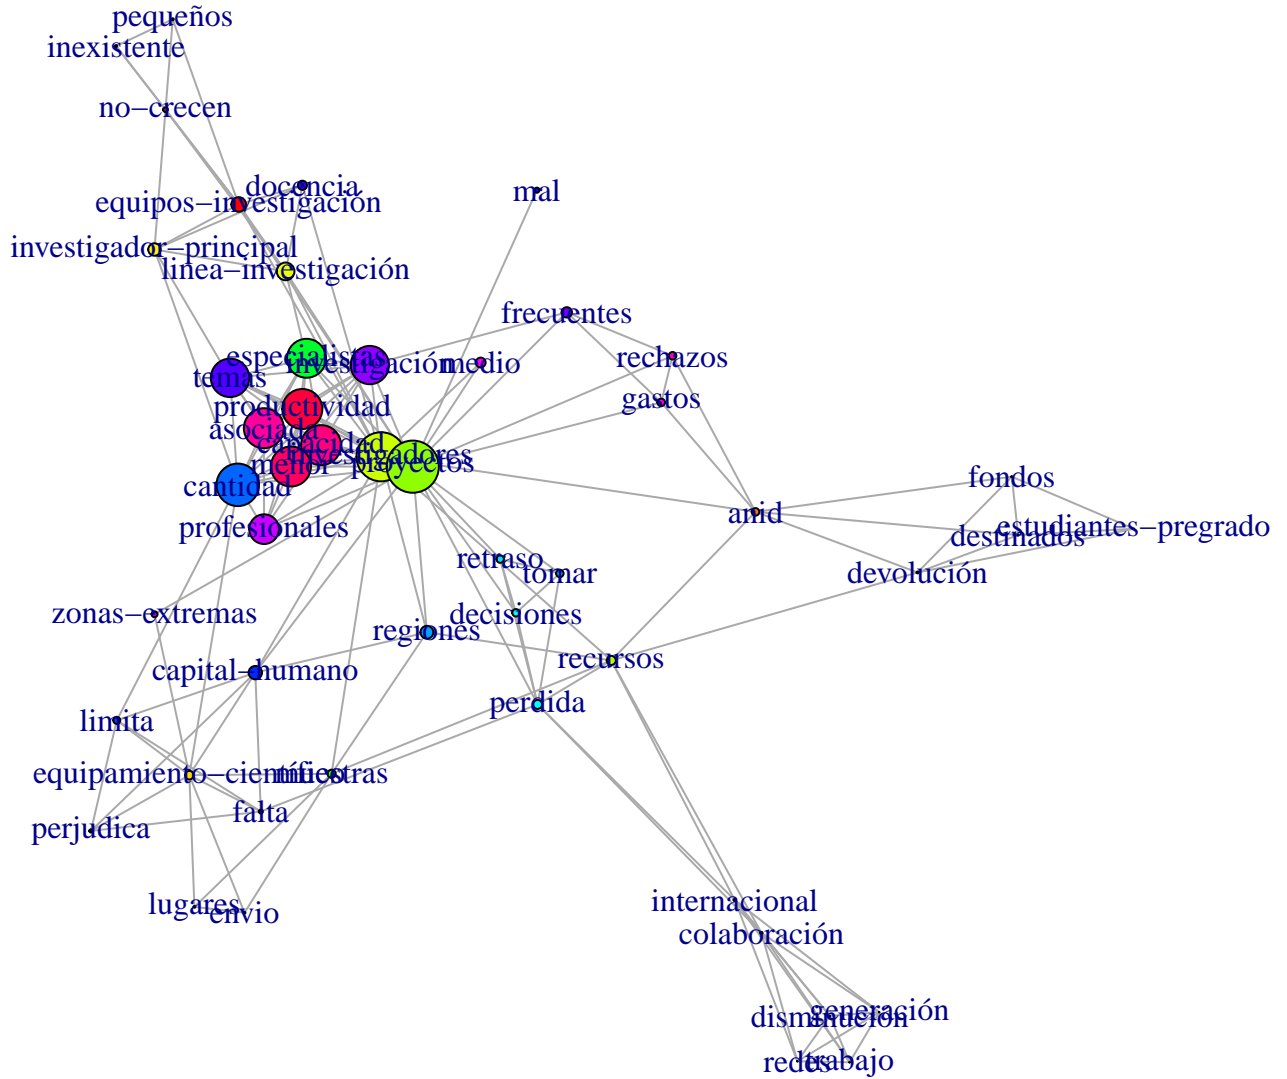 pequeños
inexistente
no−crecen
docencia
mal
equipos−investigación
investigador−principal
linea−investigación
frecuentes
especialistas
investigación
medio
rechazos
temas
gastos
productividad
asociada
capacidad
investigadores
menor
proyectos
cantidad
fondos
anid
profesionales
estudiantes−pregrado
destinados
retraso
tomar
devolución
zonas−extremas
decisiones
regiones
recursos
capital−humano
perdida
limita
equipamiento−científico
muestras
falta
perjudica
internacional
lugares
envio
colaboración
generación
disminución
redes
trabajo